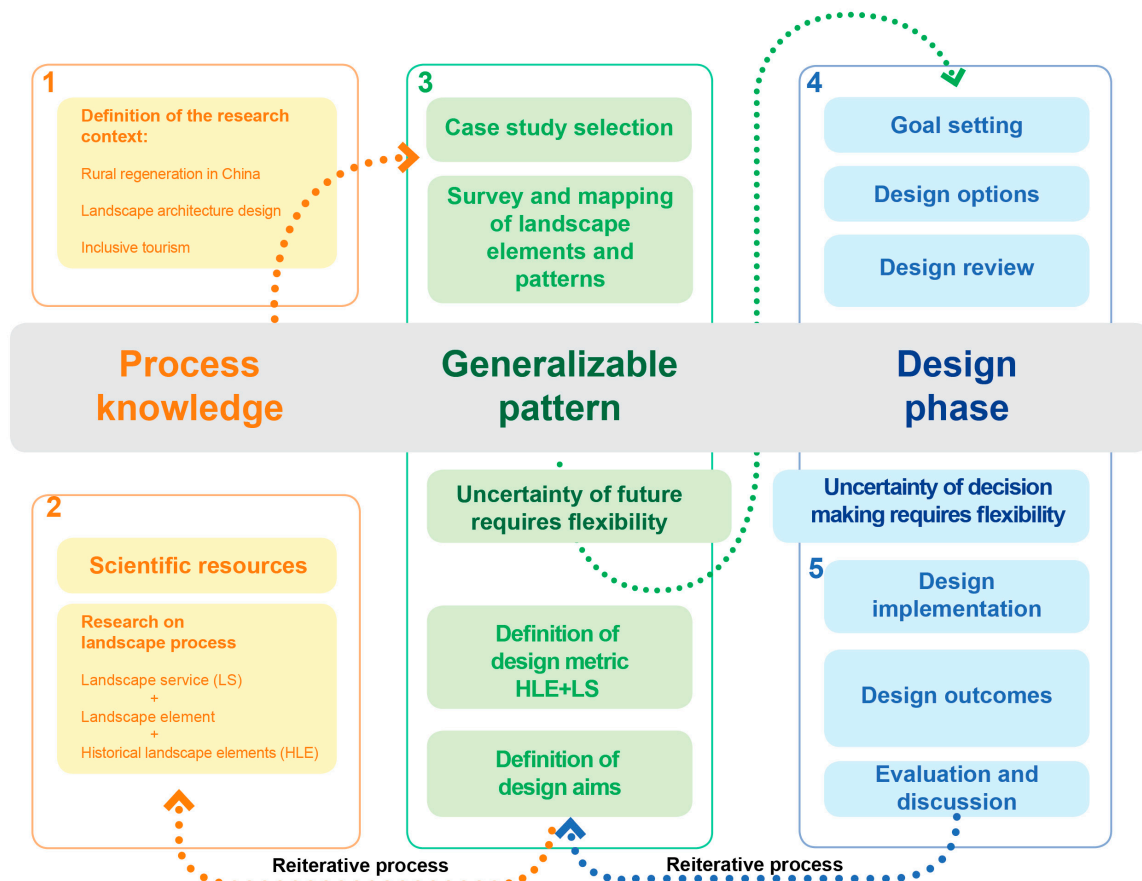 1
Definition of the research
context:
Rural regeneration in China
Landscape architecture design
Inclusive tourism
3
Case study selection
Survey and mapping
of landscape
elements and
patterns
4
Goal setting
Design options
Design review
Process
knowledge
Generalizable
pattern
Design
phase
2
Scientific resources
Research on
landscape process
Landscape service (LS)
+
Landscape element
+
Historical landscape elements (HLE)
Uncertainty of future
requires flexibility
Definition of
design metric
HLE+LS
Definition of
design aims
Uncertainty of decision
making requires flexibility
5
Design
implementation
Design outcomes
Evaluation and
discussion
Reiterative process
Reiterative process